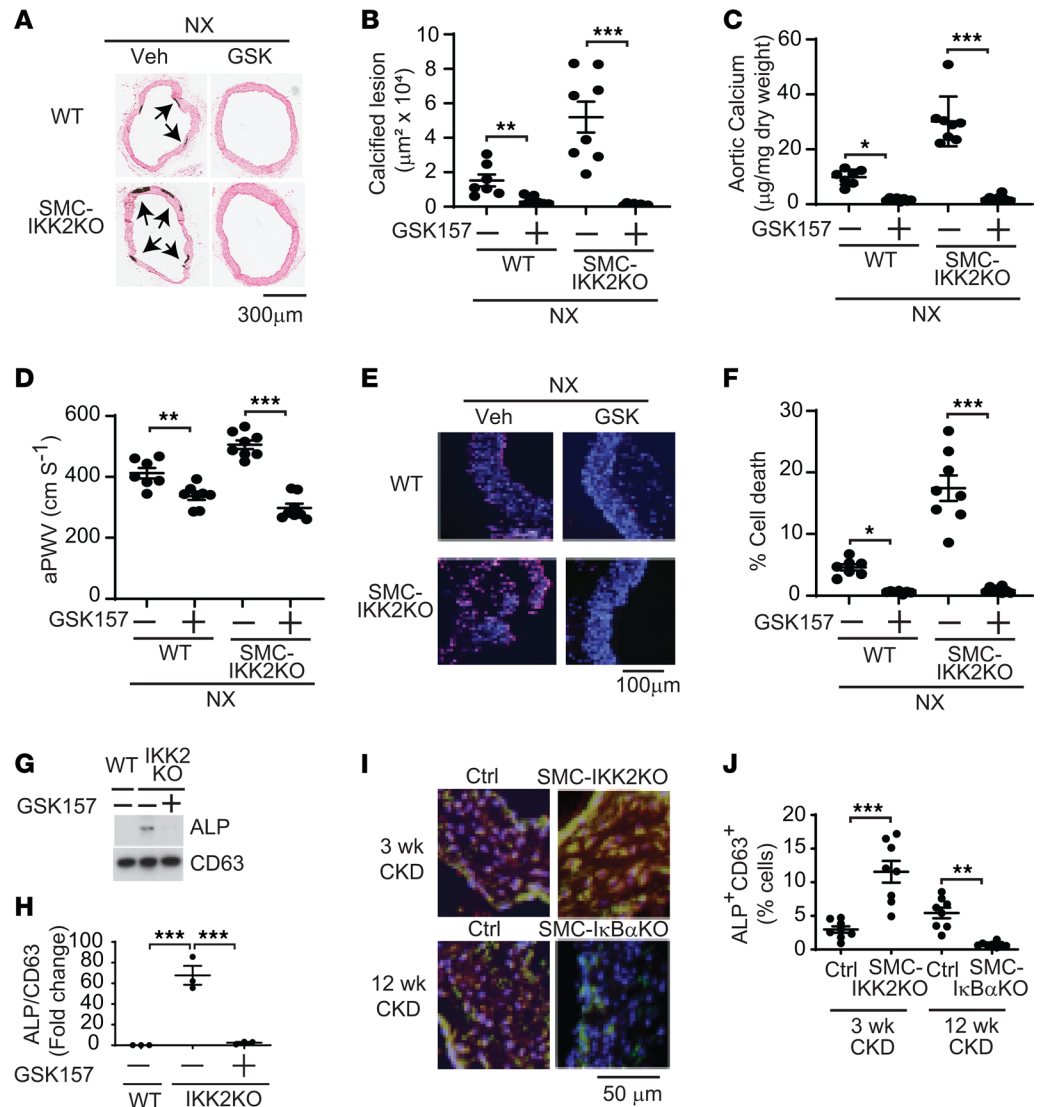 A
NX
Veh GSK
WT
SMC-
IKK2KO
300μm
B
Calcified lesion
(μm² x 10⁴)
10
8
6
4
2
0
**
***
GSK157 − + − +
WT SMC-
IKK2KO
NX
C
Aortic Calcium
(μg/mg dry weight)
60
40
20
0
*
***
GSK157 − + − +
WT SMC-
IKK2KO
NX
D
aPWV (cm S⁻¹)
600
400
200
0
**
***
GSK157 − + − +
WT SMC-
IKK2KO
NX
E
NX
Veh GSK
WT
SMC-
IKK2KO
100μm
F
% Cell death
30
20
10
0
*
***
GSK157 − + − +
WT SMC-
IKK2KO
NX
G
WT IKK2
KO
GSK157 − − +
ALP
CD63
H
ALP/CD63
(Fold change)
100
80
60
40
20
0
*** ***
GSK157 − − +
WT IKK2KO
I
Ctrl SMC-IKK2KO
3 wk
CKD
Ctrl SMC-IκBαKO
12 wk
CKD
50 μm
J
ALP⁺CD63⁺
(% cells)
20
15
10
5
0
***
**
Ctrl SMC- Ctrl SMC-
IKK2KO IκBαKO
3 wk 12 wk
CKD CKD